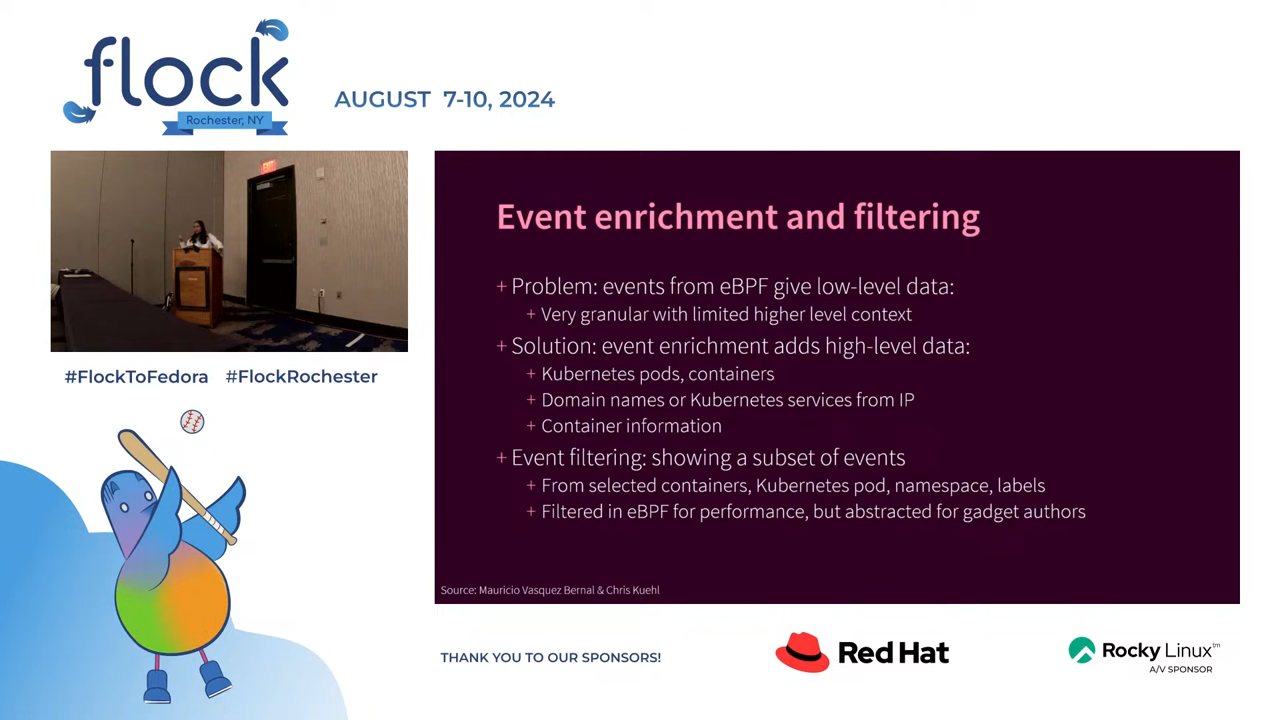 flock
Rochester, NY
AUGUST 7-10, 2024
EXIT
#FlockToFedora #FlockRochester
Event enrichment and filtering
+ Problem: events from eBPF give low-level data:
+ Very granular with limited higher level context
+ Solution: event enrichment adds high-level data:
+ Kubernetes pods, containers
+ Domain names or Kubernetes services from IP
+ Container information
+ Event filtering: showing a subset of events
+ From selected containers, Kubernetes pod, namespace, labels
+ Filtered in eBPF for performance, but abstracted for gadget authors
Source: Mauricio Vasquez Bernal & Chris Kuehl
THANK YOU TO OUR SPONSORS!
Red Hat
Rocky Linux™
A/V SPONSOR